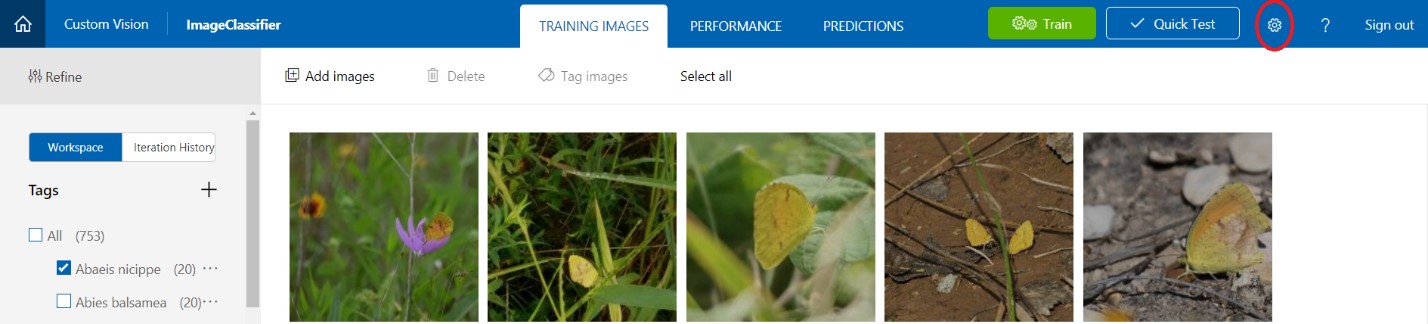 Custom Vision ImageClassifier TRAINING IMAGES PERFORMANCE PREDICTIONS Train Quick Test ? Sign out
Refine Add images Delete Tag images Select all
Workspace Iteration History
Tags +
All (753)
Abaeis nicippe (20) ...
Abies balsamea (20)...